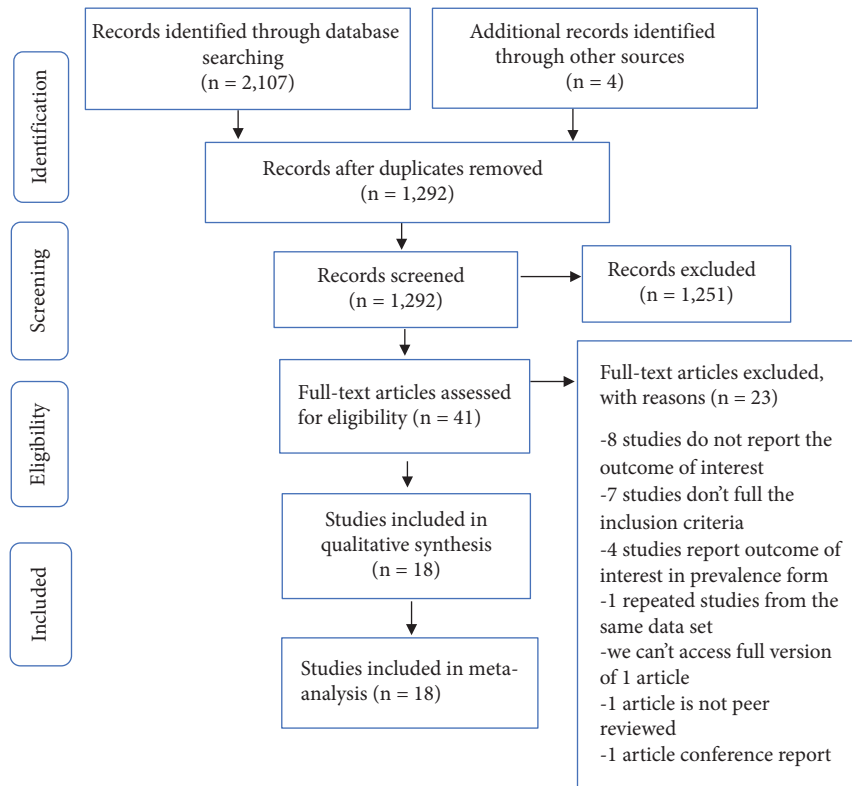 Records identified through database
searching
(n = 2,107)
Additional records identified
through other sources
(n = 4)
Identification
Records after duplicates removed
(n = 1,292)
Screening
Records screened
(n = 1,292)
Records excluded
(n = 1,251)
Eligibility
Full-text articles assessed
for eligibility (n = 41)
Full-text articles excluded,
with reasons (n = 23)
-8 studies do not report the
outcome of interest
-7 studies don't full the
inclusion criteria
-4 studies report outcome of
interest in prevalence form
-1 repeated studies from the
same data set
-we can't access full version
of 1 article
-1 article is not peer
reviewed
-1 article conference report
Included
Studies included in
qualitative synthesis
(n = 18)
Studies included in meta-
analysis (n = 18)